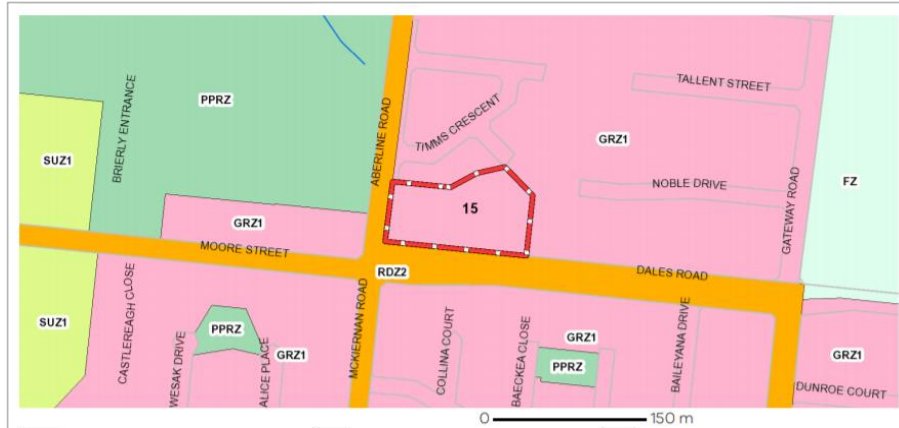 TALLENT STREET
PPRZ
BRIERLY ENTRANCE
ABERLINE ROAD
TIMMS CRESCENT
GRZ1
SUZ1
FZ
NOBLE DRIVE
GATEWAY ROAD
15
GRZ1
MOORE STREET
RDZ2
DALES ROAD
SUZ1
CASTLEREAGH CLOSE
WESAK DRIVE
PPRZ
ALICE PLACE
GRZ1
MCKIERNAN ROAD
COLLINA COURT
BAECKEA CLOSE
GRZ1
PPRZ
BAILEYANA DRIVE
GRZ1
DUNROE COURT
0 150 m